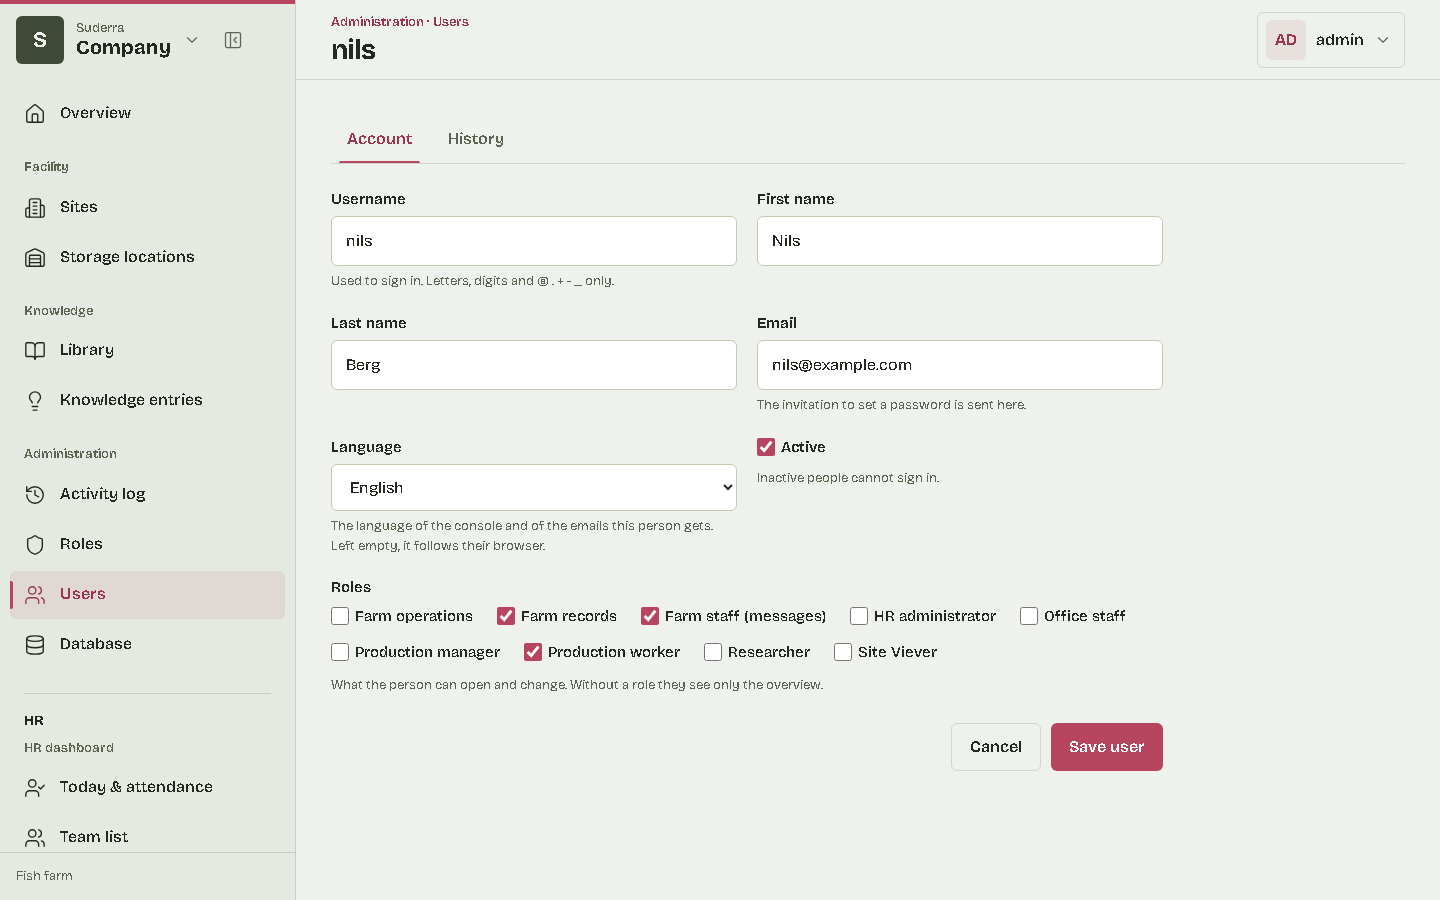 Suderra
S
Company
Administration · Users
nils
AD
admin
Overview
Facility
Sites
Storage locations
Knowledge
Library
Knowledge entries
Administration
Activity log
Roles
Users
Database
HR
HR dashboard
Today & attendance
Team list
Fish farm
Account
History
Username
First name
nils
Nils
Used to sign in. Letters, digits and @ . + - _ only.
Last name
Email
Berg
nils@example.com
The invitation to set a password is sent here.
Language
Active
English
Inactive people cannot sign in.
The language of the console and of the emails this person gets.
Left empty, it follows their browser.
Roles
Farm operations
Farm records
Farm staff (messages)
HR administrator
Office staff
Production manager
Production worker
Researcher
Site Viever
What the person can open and change. Without a role they see only the overview.
Cancel
Save user